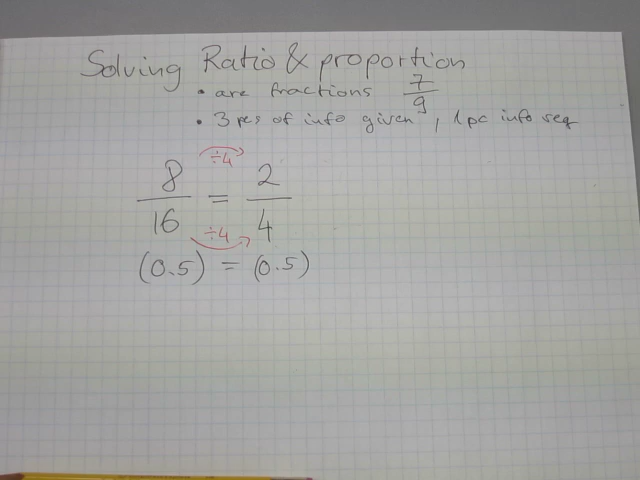 Solving Ratio & proportion
• are fractions 7/9
• 3 pcs of info given, 1 pc info req
÷4
8/16 = 2/4
÷4
(0.5) = (0.5)